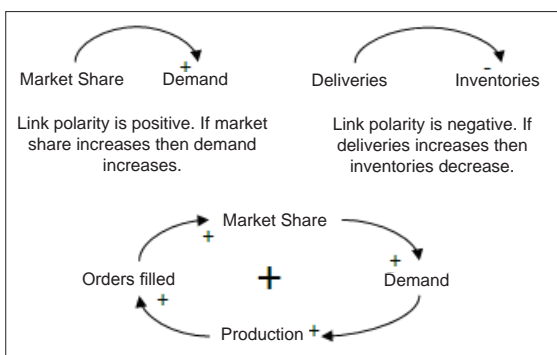 +
-
Market Share Demand
Deliveries Inventories
Link polarity is positive. If market
share increases then demand
increases.
Link polarity is negative. If
deliveries increases then
inventories decrease.
Market Share
+
+
Orders filled
+
+
Demand
Production +